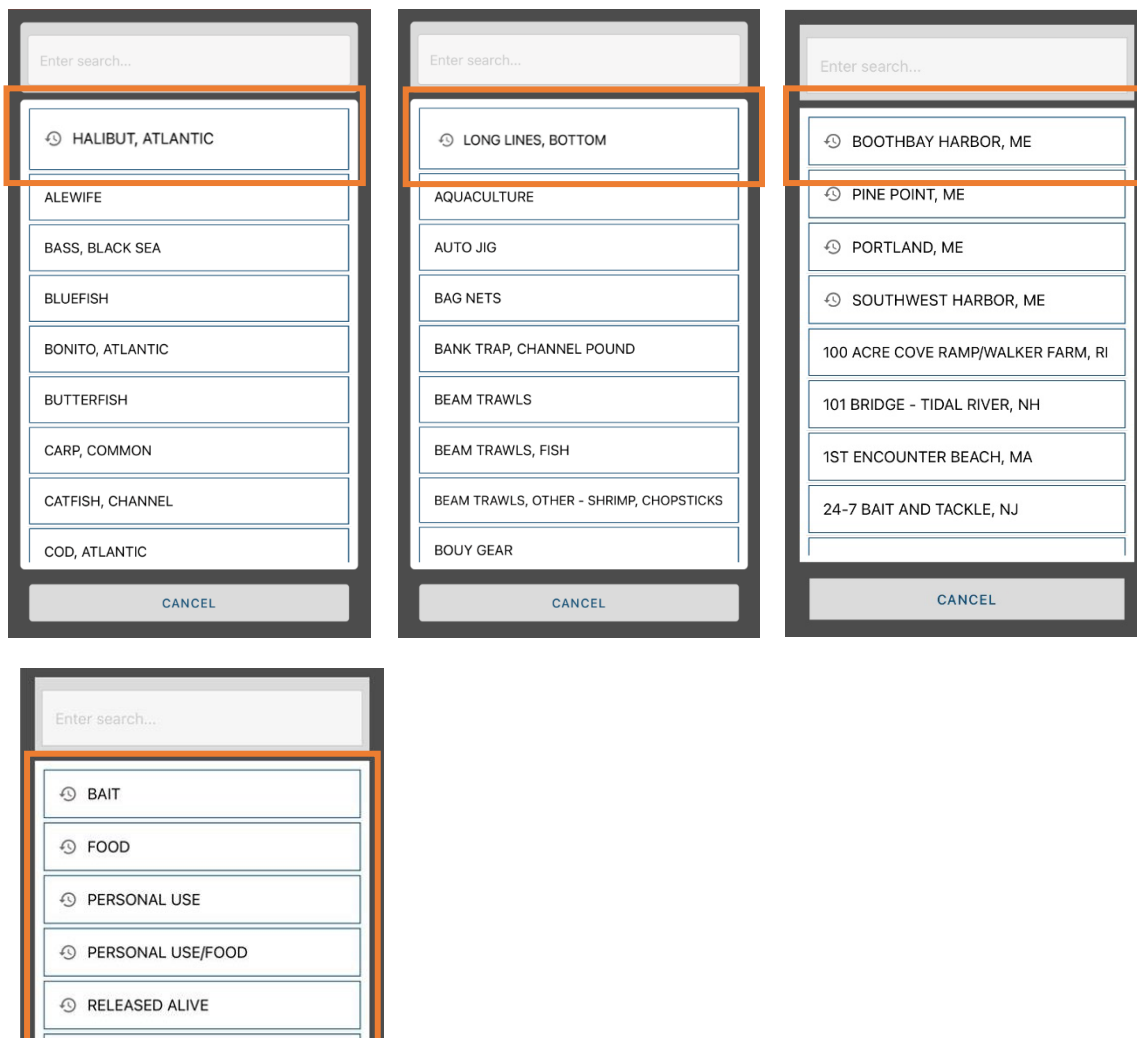 Enter search...
HALIBUT, ATLANTIC
ALEWIFE
BASS, BLACK SEA
BLUEFISH
BONITO, ATLANTIC
BUTTERFISH
CARP, COMMON
CATFISH, CHANNEL
COD, ATLANTIC
CANCEL
Enter search...
LONG LINES, BOTTOM
AQUACULTURE
AUTO JIG
BAG NETS
BANK TRAP, CHANNEL POUND
BEAM TRAWLS
BEAM TRAWLS, FISH
BEAM TRAWLS, OTHER - SHRIMP, CHOPSTICKS
BOUY GEAR
CANCEL
Enter search...
BOOTHBAY HARBOR, ME
PINE POINT, ME
PORTLAND, ME
SOUTHWEST HARBOR, ME
100 ACRE COVE RAMP/WALKER FARM, RI
101 BRIDGE - TIDAL RIVER, NH
1ST ENCOUNTER BEACH, MA
24-7 BAIT AND TACKLE, NJ
CANCEL
Enter search...
BAIT
FOOD
PERSONAL USE
PERSONAL USE/FOOD
RELEASED ALIVE